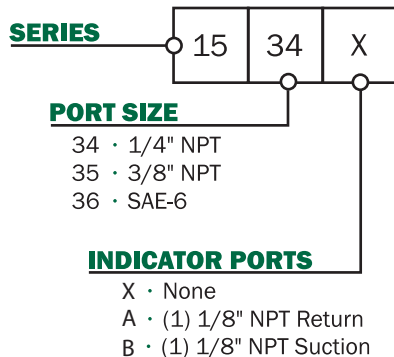 SERIES 15 34 X
PORT SIZE
34 · 1/4" NPT
35 · 3/8" NPT
36 · SAE-6
INDICATOR PORTS
X · None
A · (1) 1/8" NPT Return
B · (1) 1/8" NPT Suction